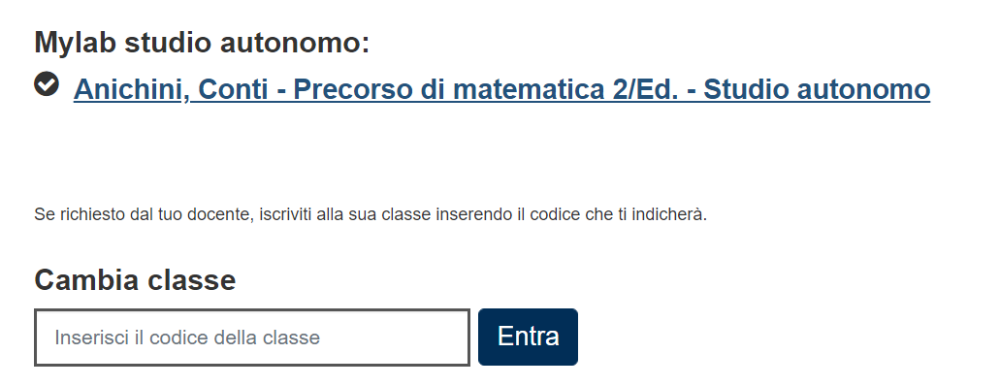 Mylab studio autonomo:
Anichini, Conti - Precorso di matematica 2/Ed. - Studio autonomo
Se richiesto dal tuo docente, iscriviti alla sua classe inserendo il codice che ti indicherà.
Cambia classe
Inserisci il codice della classe
Entra